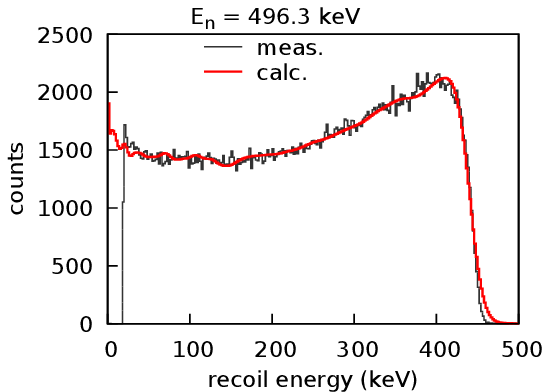 Eₙ = 496.3 keV
2500
2000
1500
1000
500
0
counts
meas.
calc.
0 100 200 300 400 500
recoil energy (keV)